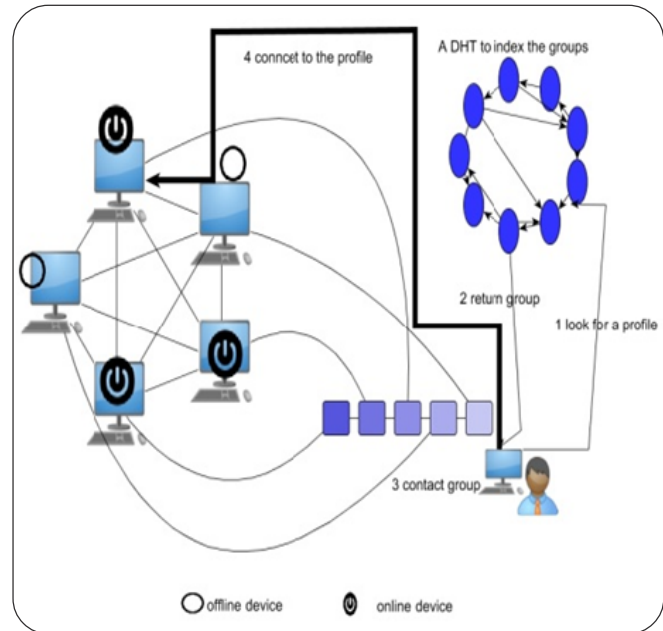 A DHT to index the groups
4 conncet to the profile
2 return group
1 look for a profile
3 contact group
offline device
online device